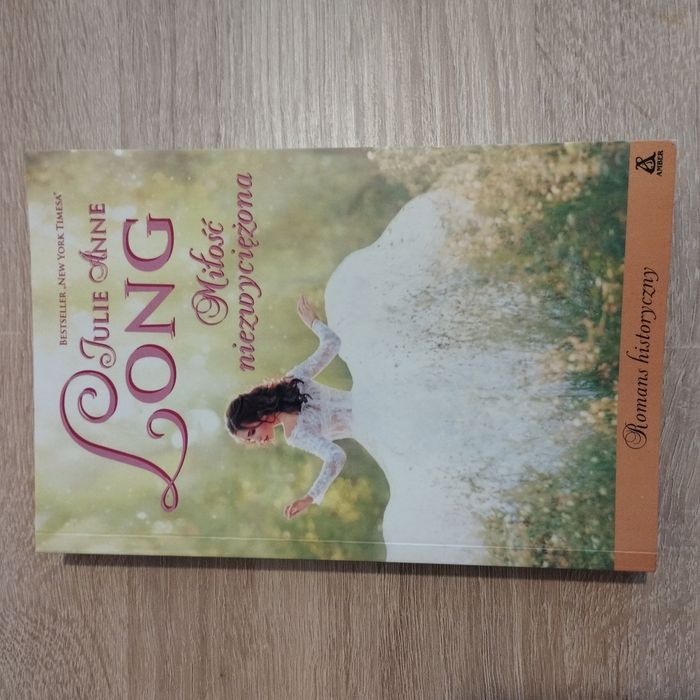 BESTSELLER „NEW YORK TIMESA”
JULIE ANNE
LONG
Miłość
niezwyciężona
Romans historyczny
AMBER